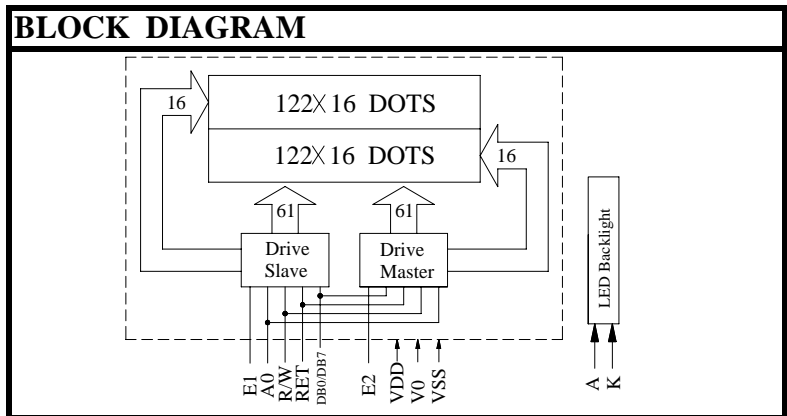 BLOCK DIAGRAM
122X16 DOTS
122X16 DOTS
16
16
61
61
Drive
Slave
Drive
Master
LED Backlight
E1
A0
R/W
RET
DB0/DB7
E2
VDD
V0
VSS
A
K